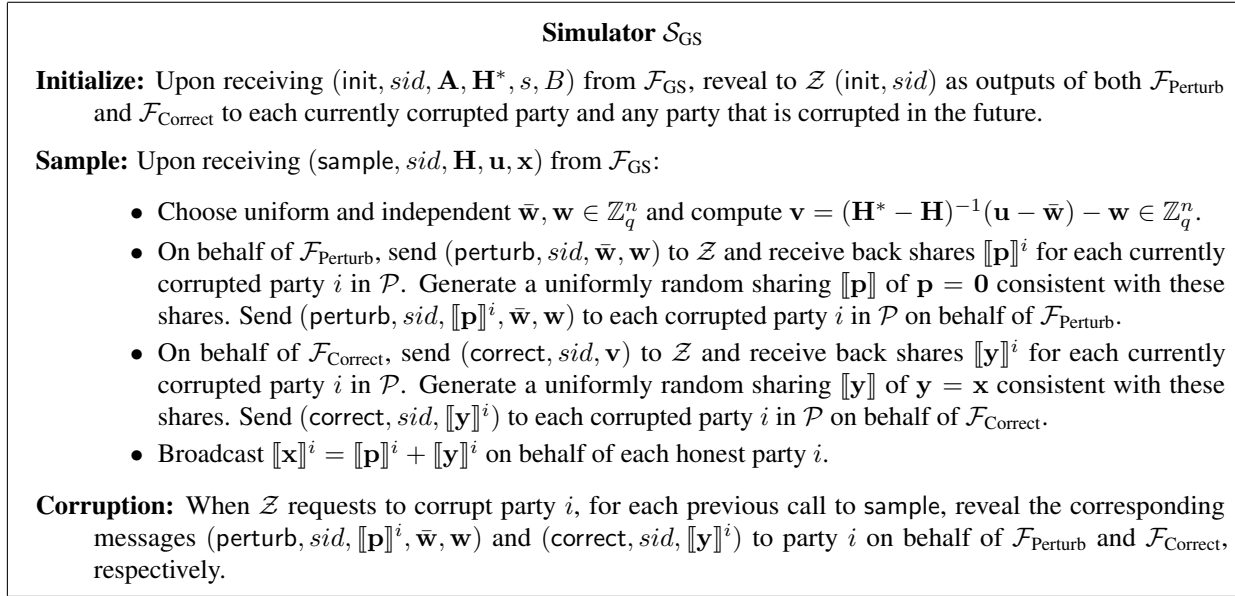 Simulator 𝒮_GS
Initialize: Upon receiving (init, sid, A, H*, s, B) from ℱ_GS, reveal to 𝒵 (init, sid) as outputs of both ℱ_Perturb
and ℱ_Correct to each currently corrupted party and any party that is corrupted in the future.
Sample: Upon receiving (sample, sid, H, u, x) from ℱ_GS:
• Choose uniform and independent w̄, w ∈ ℤ_q^n and compute v = (H* − H)^{−1}(u − w̄) − w ∈ ℤ_q^n.
• On behalf of ℱ_Perturb, send (perturb, sid, w̄, w) to 𝒵 and receive back shares ⟦p⟧^i for each currently
corrupted party i in 𝒫. Generate a uniformly random sharing ⟦p⟧ of p = 0 consistent with these
shares. Send (perturb, sid, ⟦p⟧^i, w̄, w) to each corrupted party i in 𝒫 on behalf of ℱ_Perturb.
• On behalf of ℱ_Correct, send (correct, sid, v) to 𝒵 and receive back shares ⟦y⟧^i for each currently
corrupted party i in 𝒫. Generate a uniformly random sharing ⟦y⟧ of y = x consistent with these
shares. Send (correct, sid, ⟦y⟧^i) to each corrupted party i in 𝒫 on behalf of ℱ_Correct.
• Broadcast ⟦x⟧^i = ⟦p⟧^i + ⟦y⟧^i on behalf of each honest party i.
Corruption: When 𝒵 requests to corrupt party i, for each previous call to sample, reveal the corresponding
messages (perturb, sid, ⟦p⟧^i, w̄, w) and (correct, sid, ⟦y⟧^i) to party i on behalf of ℱ_Perturb and ℱ_Correct,
respectively.